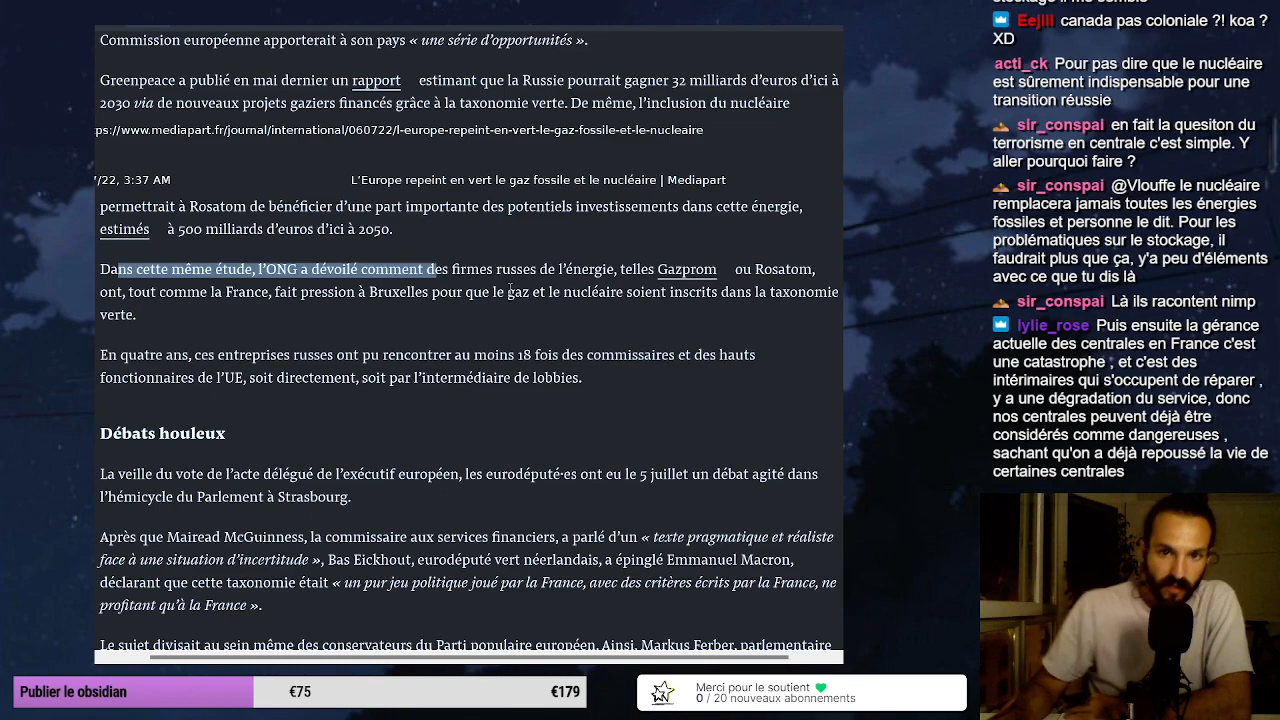 Commission européenne apporterait à son pays « une série d'opportunités ».
Greenpeace a publié en mai dernier un rapport estimant que la Russie pourrait gagner 32 milliards d'euros d'ici à
2030 via de nouveaux projets gaziers financés grâce à la taxonomie verte. De même, l'inclusion du nucléaire
ps://www.mediapart.fr/journal/international/060722/l-europe-repeint-en-vert-le-gaz-fossile-et-le-nucleaire
/22, 3:37 AM L'Europe repeint en vert le gaz fossile et le nucléaire | Mediapart
permettrait à Rosatom de bénéficier d'une part importante des potentiels investissements dans cette énergie,
estimés à 500 milliards d'euros d'ici à 2050.
Dans cette même étude, l'ONG a dévoilé comment des firmes russes de l'énergie, telles Gazprom ou Rosatom,
ont, tout comme la France, fait pression à Bruxelles pour que le gaz et le nucléaire soient inscrits dans la taxonomie
verte.
En quatre ans, ces entreprises russes ont pu rencontrer au moins 18 fois des commissaires et des hauts
fonctionnaires de l'UE, soit directement, soit par l'intermédiaire de lobbies.
Débats houleux
La veille du vote de l'acte délégué de l'exécutif européen, les eurodéputé·es ont eu le 5 juillet un débat agité dans
l'hémicycle du Parlement à Strasbourg.
Après que Mairead McGuinness, la commissaire aux services financiers, a parlé d'un « texte pragmatique et réaliste
face à une situation d'incertitude », Bas Eickhout, eurodéputé vert néerlandais, a épinglé Emmanuel Macron,
déclarant que cette taxonomie était « un pur jeu politique joué par la France, avec des critères écrits par la France, ne
profitant qu'à la France ».
Le sujet divisait au sein même des conservateurs du Parti populaire européen. Ainsi, Markus Ferber, parlementaire
Eejlll canada pas coloniale ?! koa ?
XD
acti_ck Pour pas dire que le nucléaire
est sûrement indispensable pour une
transition réussie
sir_conspai en fait la quesiton du
terrorisme en centrale c'est simple. Y
aller pourquoi faire ?
sir_conspai @Vlouffe le nucléaire
remplacera jamais toutes les énergies
fossiles et personne le dit. Pour les
problématiques sur le stockage, il
faudrait plus que ça, y'a peu d'éléments
avec ce que tu dis là
sir_conspai Là ils racontent nimp
lylie_rose Puis ensuite la gérance
actuelle des centrales en France c'est
une catastrophe , et c'est des
intérimaires qui s'occupent de réparer ,
y a une dégradation du service, donc
nos centrales peuvent déjà être
considérés comme dangereuses ,
sachant qu'on a déjà repoussé la vie de
certaines centrales
Publier le obsidian €75 €179
Merci pour le soutient 💚
0 / 20 nouveaux abonnements